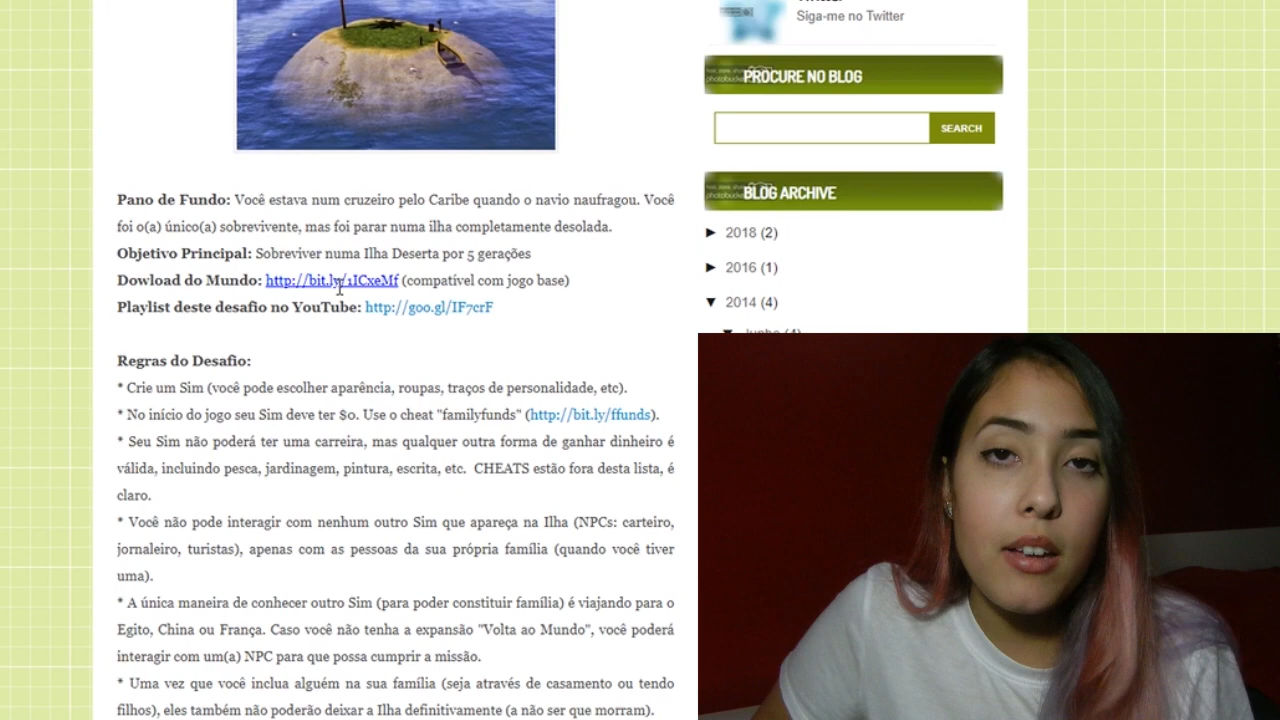 Siga-me no Twitter
PROCURE NO BLOG
SEARCH
BLOG ARCHIVE
► 2018 (2)
► 2016 (1)
▼ 2014 (4)
Pano de Fundo: Você estava num cruzeiro pelo Caribe quando o navio naufragou. Você
foi o(a) único(a) sobrevivente, mas foi parar numa ilha completamente desolada.
Objetivo Principal: Sobreviver numa Ilha Deserta por 5 gerações
Dowload do Mundo: http://bit.ly/1ICxeMf (compatível com jogo base)
Playlist deste desafio no YouTube: http://goo.gl/IF7crF
Regras do Desafio:
* Crie um Sim (você pode escolher aparência, roupas, traços de personalidade, etc).
* No início do jogo seu Sim deve ter $0. Use o cheat "familyfunds" (http://bit.ly/ffunds).
* Seu Sim não poderá ter uma carreira, mas qualquer outra forma de ganhar dinheiro é
válida, incluindo pesca, jardinagem, pintura, escrita, etc. CHEATS estão fora desta lista, é
claro.
* Você não pode interagir com nenhum outro Sim que apareça na Ilha (NPCs: carteiro,
jornaleiro, turistas), apenas com as pessoas da sua própria família (quando você tiver
uma).
* A única maneira de conhecer outro Sim (para poder constituir família) é viajando para o
Egito, China ou França. Caso você não tenha a expansão "Volta ao Mundo", você poderá
interagir com um(a) NPC para que possa cumprir a missão.
* Uma vez que você inclua alguém na sua família (seja através de casamento ou tendo
filhos), eles também não poderão deixar a Ilha definitivamente (a não ser que morram).